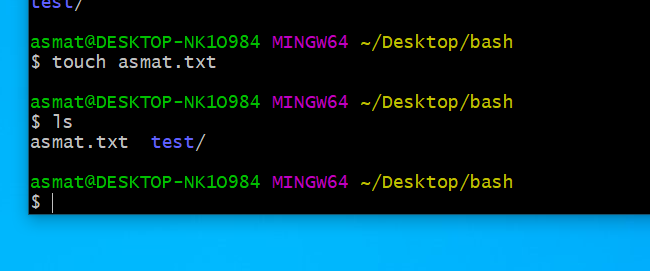 test/
asmat@DESKTOP-NK1O984 MINGW64 ~/Desktop/bash
$ touch asmat.txt
asmat@DESKTOP-NK1O984 MINGW64 ~/Desktop/bash
$ ls
asmat.txt  test/
asmat@DESKTOP-NK1O984 MINGW64 ~/Desktop/bash
$